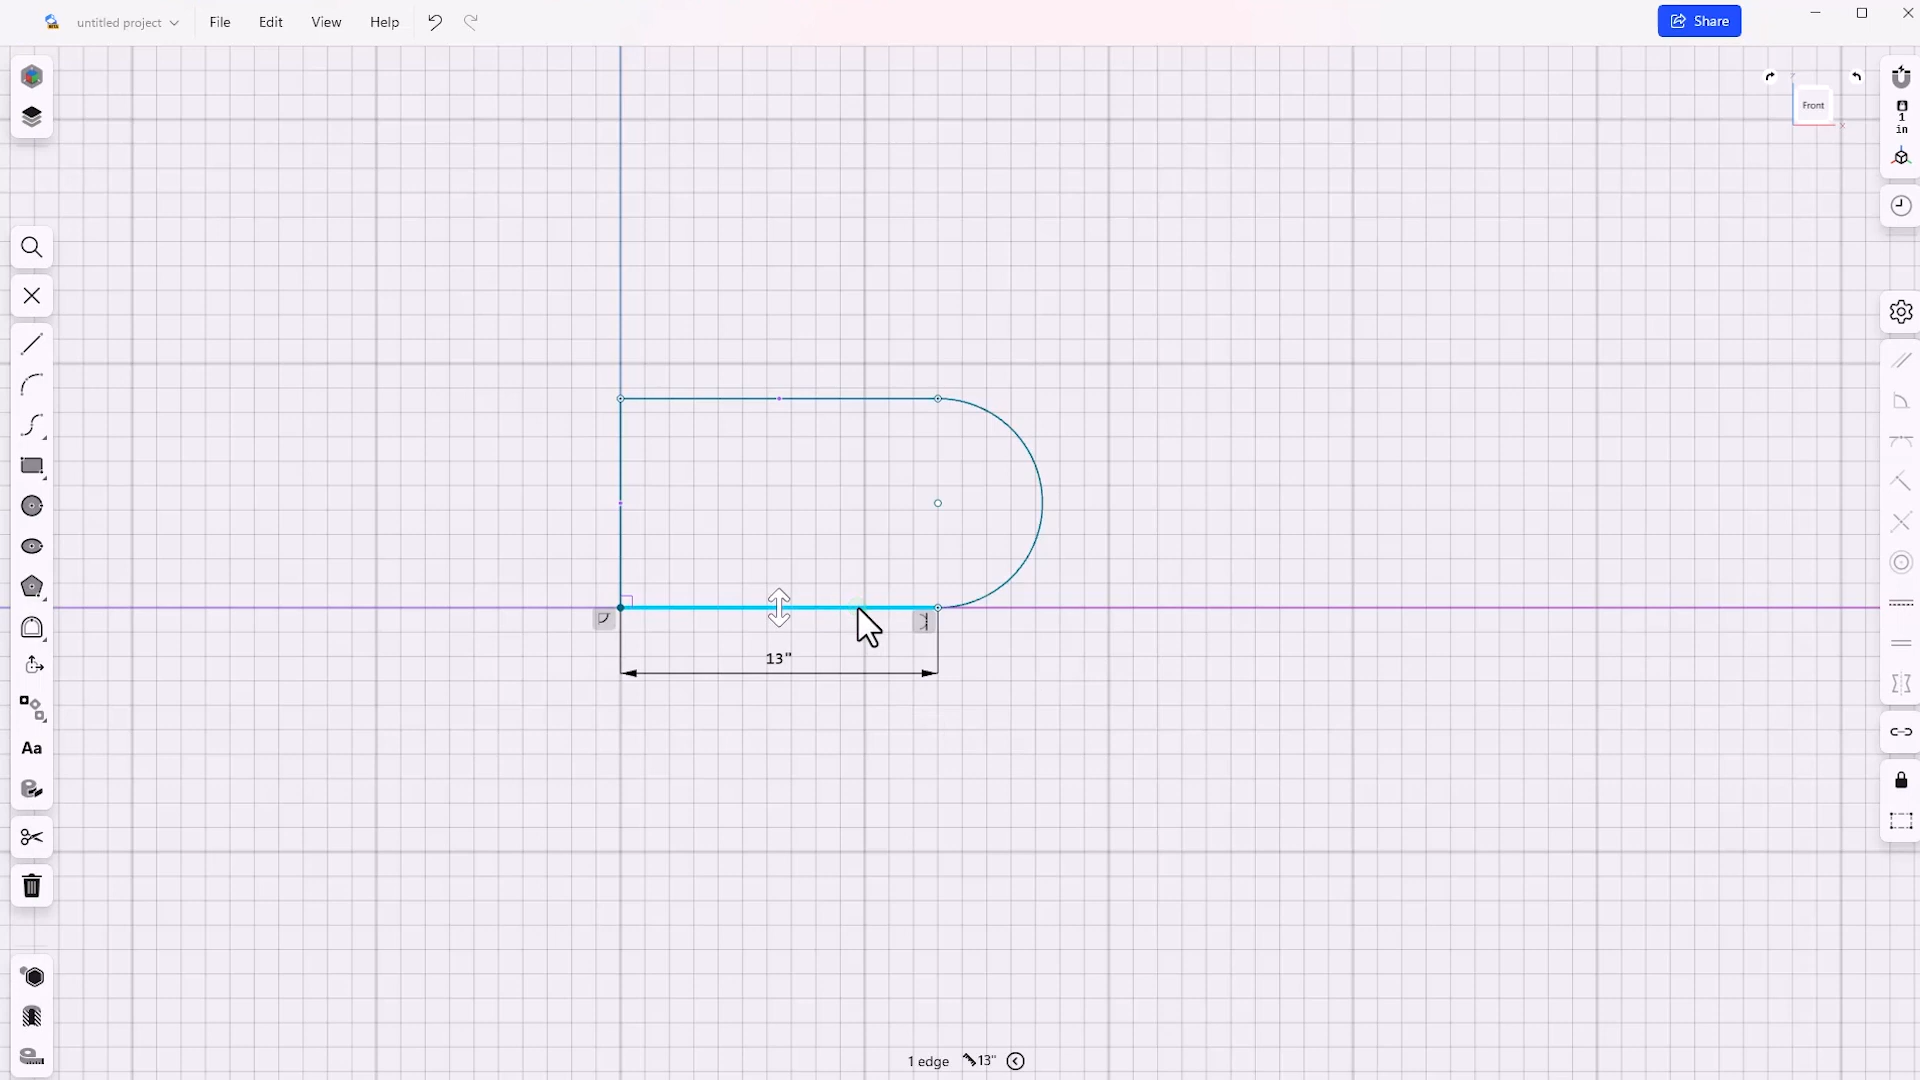 untitled project File Edit View Help Share
Front
X
1
in
13"
Aa
1 edge 13"